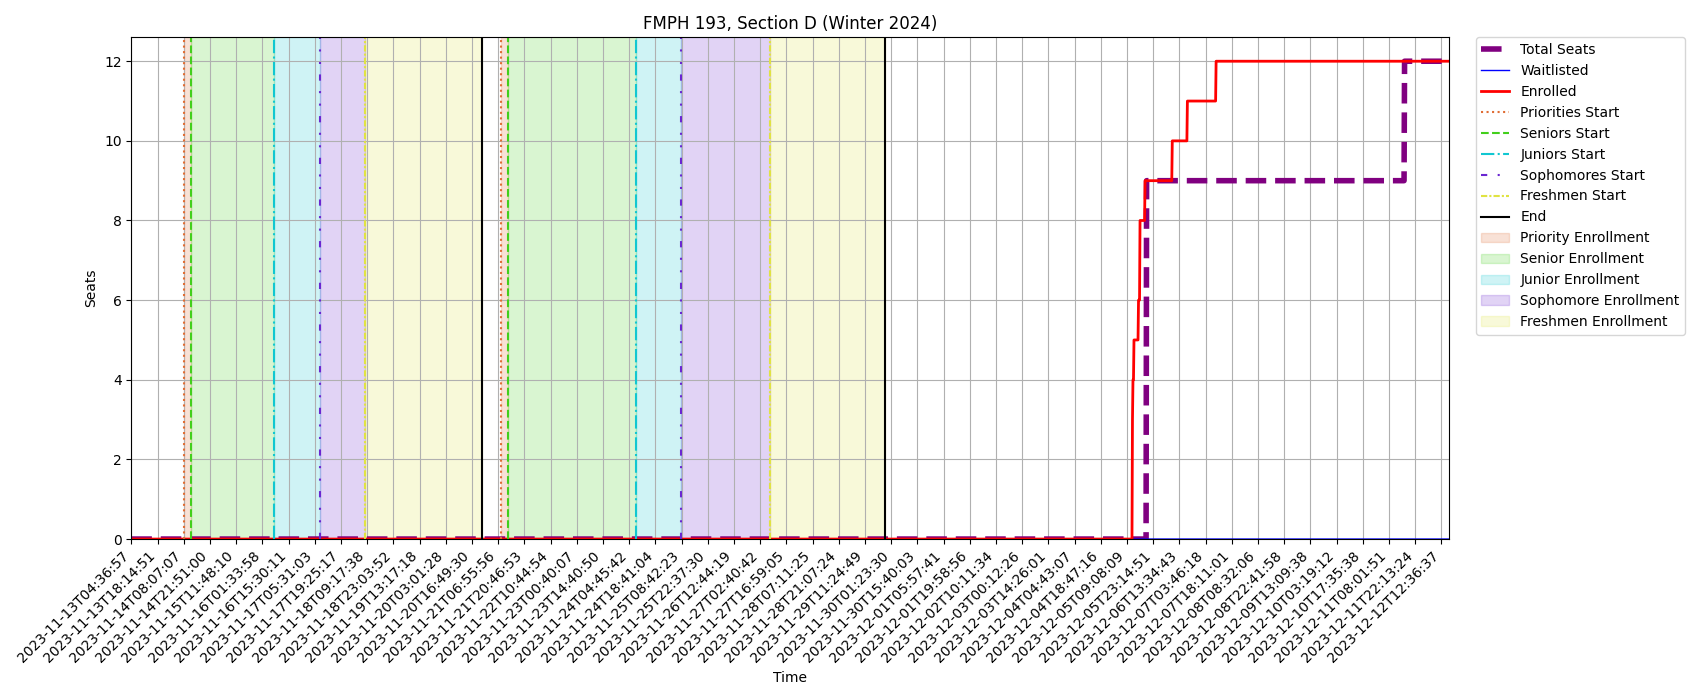 FMPH 193, Section D (Winter 2024)
Seats
12
10
8
6
4
2
0
2023-11-13T04:36:57
2023-11-13T18:14:51
2023-11-14T08:07:07
2023-11-14T21:51:00
2023-11-15T11:48:10
2023-11-16T01:33:58
2023-11-16T15:30:11
2023-11-17T05:31:03
2023-11-17T19:25:17
2023-11-18T09:17:38
2023-11-18T23:03:52
2023-11-19T13:17:18
2023-11-20T03:01:28
2023-11-20T16:49:30
2023-11-21T06:55:56
2023-11-21T20:46:53
2023-11-22T10:44:54
2023-11-23T00:40:07
2023-11-23T14:40:50
2023-11-24T04:45:42
2023-11-24T18:41:04
2023-11-25T08:42:23
2023-11-25T22:37:30
2023-11-26T12:44:19
2023-11-27T02:40:42
2023-11-27T16:59:05
2023-11-28T07:11:25
2023-11-28T21:07:24
2023-11-29T11:24:49
2023-11-30T01:23:30
2023-11-30T15:40:03
2023-12-01T05:57:41
2023-12-01T19:58:56
2023-12-02T10:11:34
2023-12-03T00:12:26
2023-12-03T14:26:01
2023-12-04T04:43:07
2023-12-04T18:47:16
2023-12-05T09:08:09
2023-12-05T23:14:51
2023-12-06T13:34:43
2023-12-07T03:46:18
2023-12-07T18:11:01
2023-12-08T08:32:06
2023-12-08T22:41:58
2023-12-09T13:09:38
2023-12-10T03:19:12
2023-12-10T17:35:38
2023-12-11T08:01:51
2023-12-11T22:13:24
2023-12-12T12:36:37
Time
Total Seats
Waitlisted
Enrolled
Priorities Start
Seniors Start
Juniors Start
Sophomores Start
Freshmen Start
End
Priority Enrollment
Senior Enrollment
Junior Enrollment
Sophomore Enrollment
Freshmen Enrollment